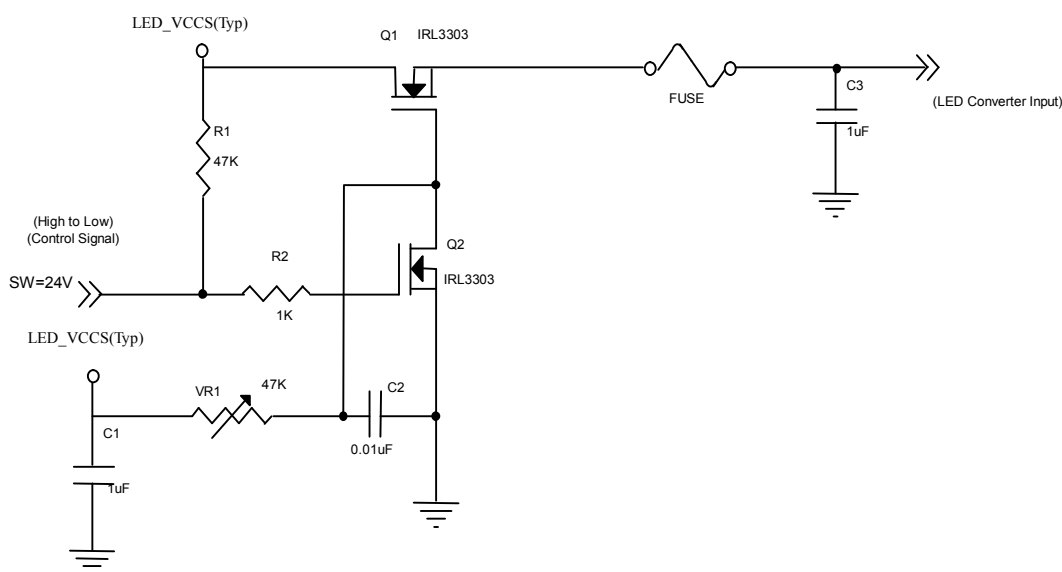 LED_VCCS(Typ)
Q1
IRL3303
FUSE
C3
(LED Converter Input)
1uF
R1
47K
(High to Low)
(Control Signal)
SW=24V
R2
1K
Q2
IRL3303
LED_VCCS(Typ)
VR1
47K
C2
0.01uF
C1
1uF